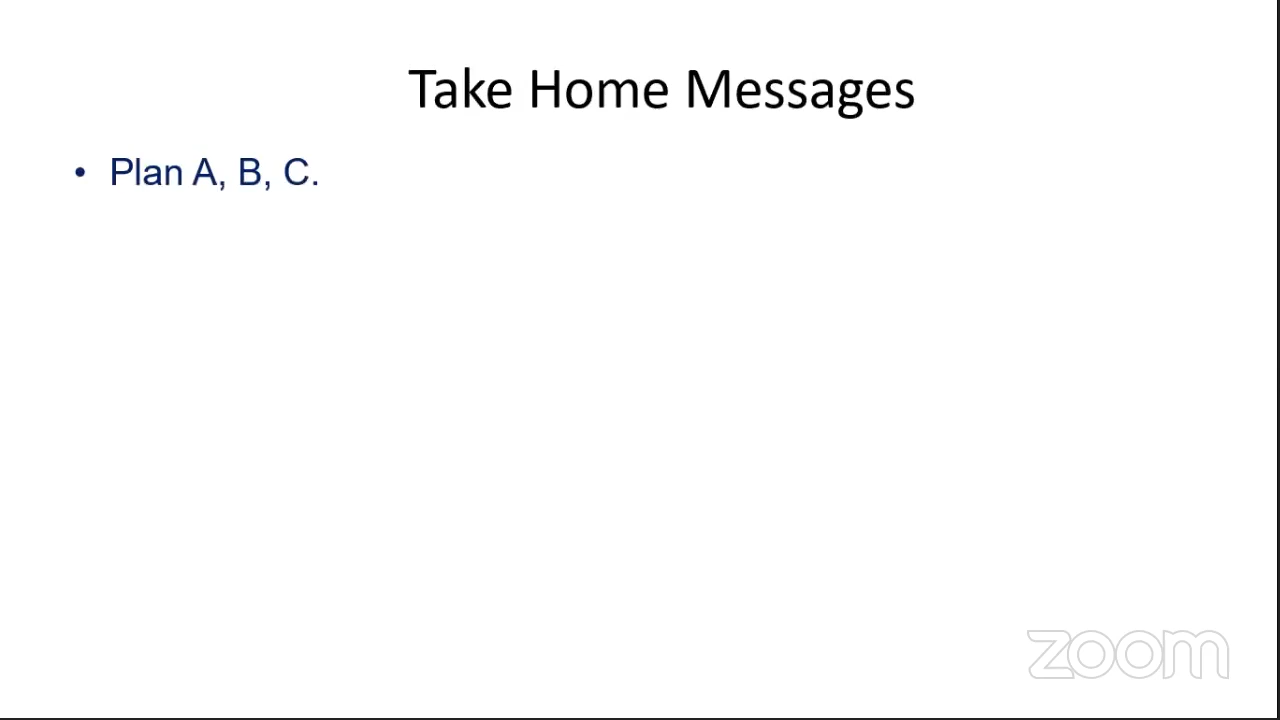 Take Home Messages
• Plan A, B, C.
zoom